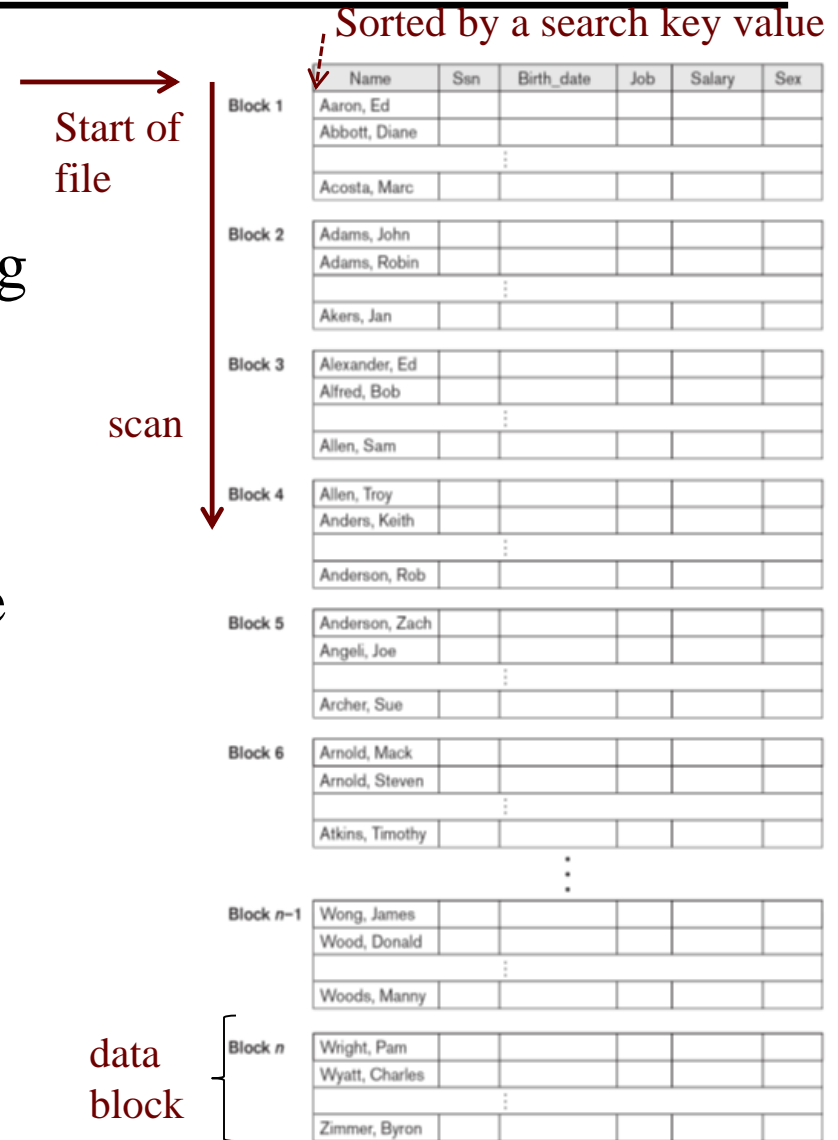 Sorted by a search key value
Start of
file
g
scan
e
data
block
Name Ssn Birth_date Job Salary Sex
Block 1 Aaron, Ed
Abbott, Diane
⋮
Acosta, Marc
Block 2 Adams, John
Adams, Robin
⋮
Akers, Jan
Block 3 Alexander, Ed
Alfred, Bob
⋮
Allen, Sam
Block 4 Allen, Troy
Anders, Keith
⋮
Anderson, Rob
Block 5 Anderson, Zach
Angeli, Joe
⋮
Archer, Sue
Block 6 Arnold, Mack
Arnold, Steven
⋮
Atkins, Timothy
⋮
Block n–1 Wong, James
Wood, Donald
⋮
Woods, Manny
Block n Wright, Pam
Wyatt, Charles
⋮
Zimmer, Byron